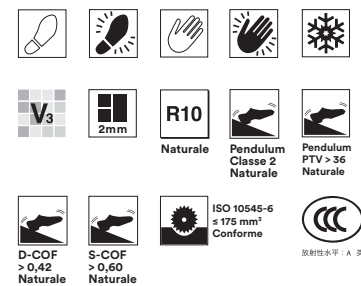 V3
2mm
R10
Naturale
Pendulum
Classe 2
Naturale
Pendulum
PTV > 36
Naturale
D-COF
> 0,42
Naturale
S-COF
> 0,60
Naturale
ISO 10545-6
≤ 175 mm³
Conforme
CCC
放射性水平：A